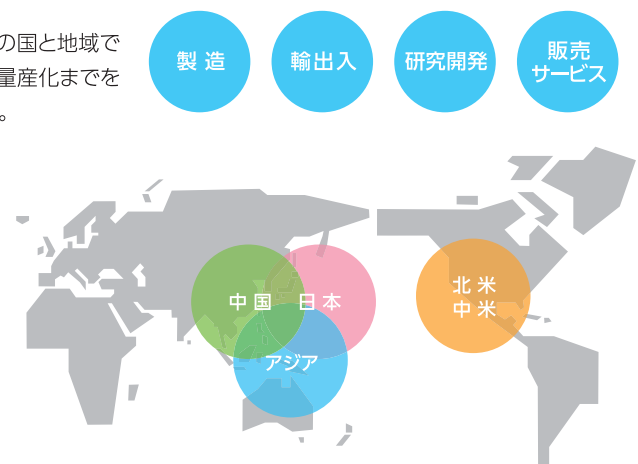 の国と地域で
量産化までを
。
製造
輸出入
研究開発
販売
サービス
中国
日本
アジア
北米
中米